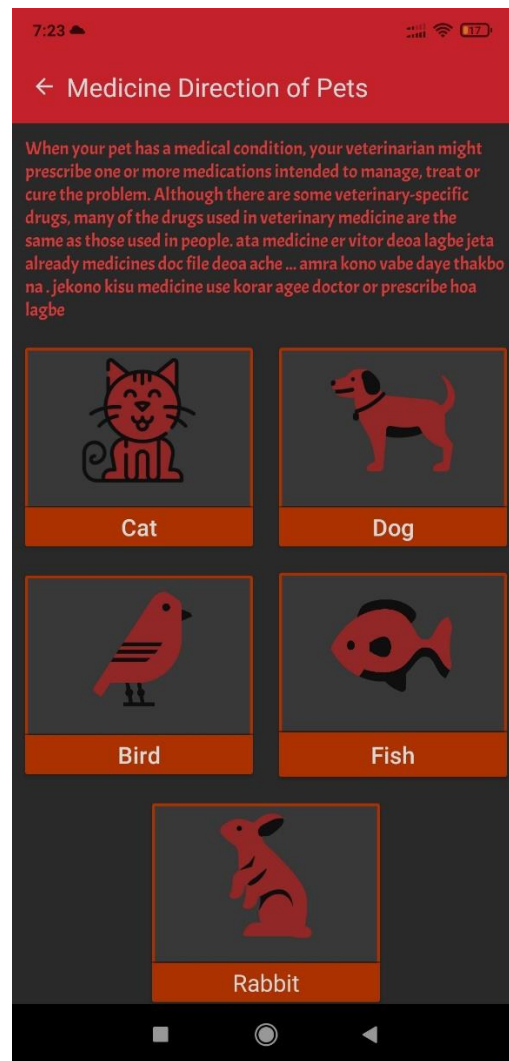 7:23
17
Medicine Direction of Pets
When your pet has a medical condition, your veterinarian might
prescribe one or more medications intended to manage, treat or
cure the problem. Although there are some veterinary-specific
drugs, many of the drugs used in veterinary medicine are the
same as those used in people. ata medicine er vitor deoa lagbe jeta
already medicines doc file deoa ache ... amra kono vabe daye thakbo
na . jekono kisu medicine use korar agee doctor or prescribe hoa
lagbe
Cat
Dog
Bird
Fish
Rabbit